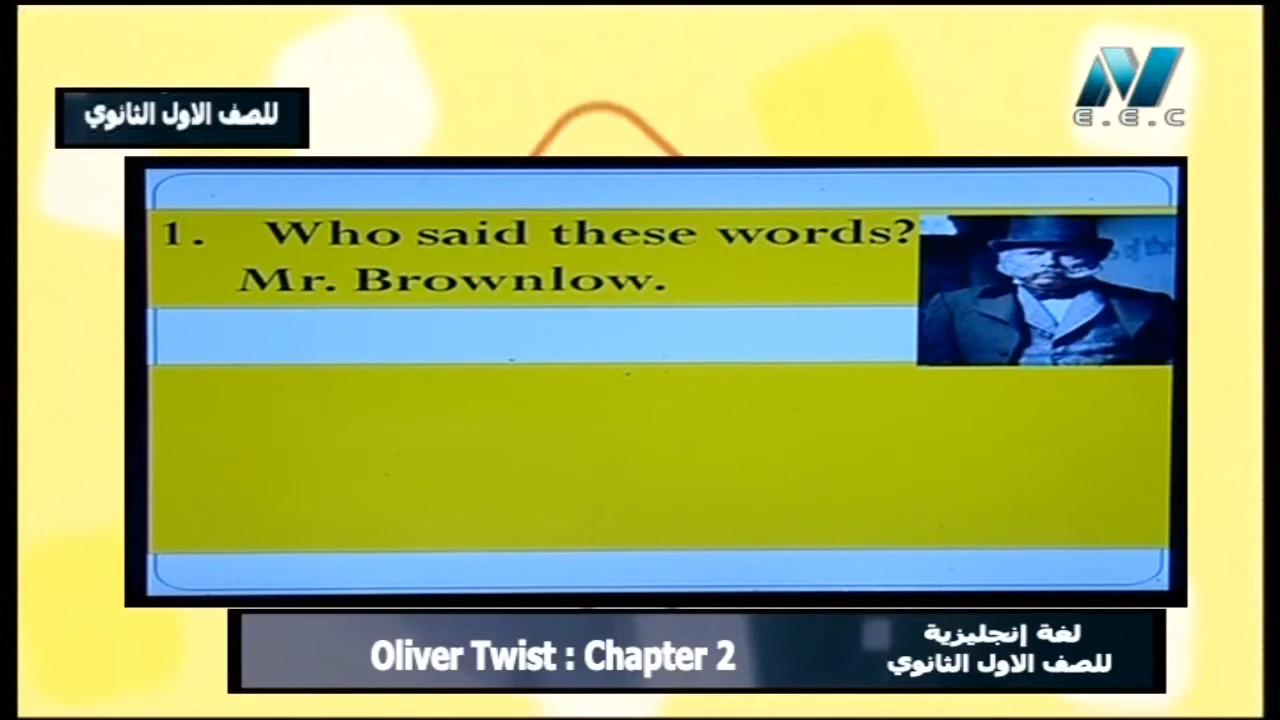 للصف الاول الثانوي
E.E.C
1. Who said these words?
Mr. Brownlow.
Oliver Twist : Chapter 2
لغة إنجليزية
للصف الاول الثانوي